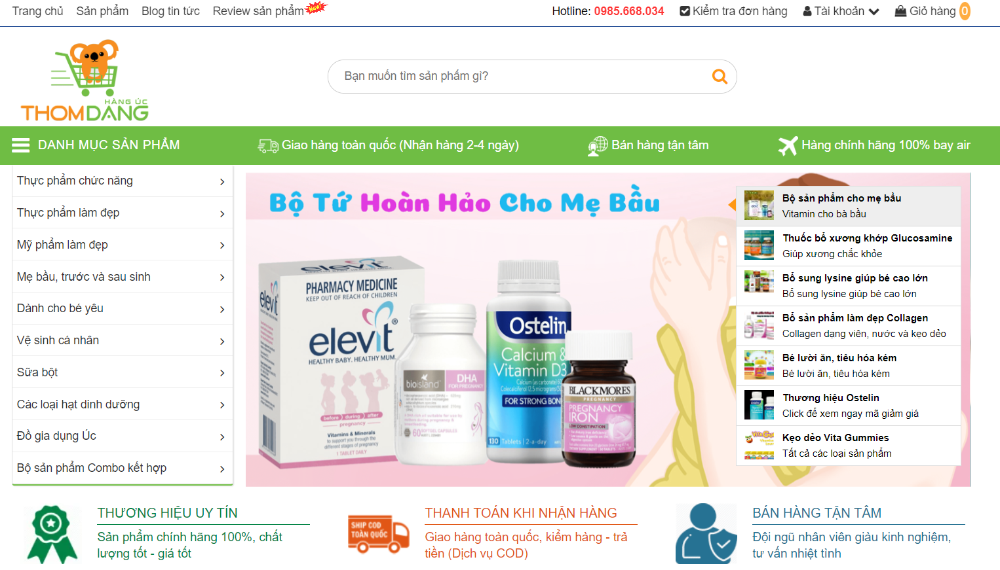 Trang chủ Sản phẩm Blog tin tức Review sản phẩm New! Hotline: 0985.668.034 Kiểm tra đơn hàng Tài khoản Giỏ hàng 0
HÀNG ÚC
THOMDANG
Bạn muốn tìm sản phẩm gì?
DANH MỤC SẢN PHẨM Giao hàng toàn quốc (Nhận hàng 2-4 ngày) Bán hàng tận tâm Hàng chính hãng 100% bay air
Thực phẩm chức năng
Thực phẩm làm đẹp
Mỹ phẩm làm đẹp
Mẹ bầu, trước và sau sinh
Dành cho bé yêu
Vệ sinh cá nhân
Sữa bột
Các loại hạt dinh dưỡng
Đồ gia dụng Úc
Bộ sản phẩm Combo kết hợp
Bộ Tứ Hoàn Hảo Cho Mẹ Bầu
elevit
PHARMACY MEDICINE
KEEP OUT OF REACH OF CHILDREN
elevit
elevit®
HEALTHY BABY. HEALTHY MUM.
before during after
pregnancy
Vitamins & Minerals
to support you through the
different stages of pregnancy
1 TABLET DAILY
bioisland
DHA
FOR PREGNANCY
60 SOFTGEL CAPSULES
Ostelin
Calcium &
Vitamin D3
FOR STRONG BON
130 Tablets | 2-a-day
BLACKMORES
PREGNANCY
PREGNANCY
IRON
LOW CONSTIPATION
Bộ sản phẩm cho mẹ bầu
Vitamin cho bà bầu
Thuốc bổ xương khớp Glucosamine
Giúp xương chắc khỏe
Bổ sung lysine giúp bé cao lớn
Bổ sung lysine giúp bé cao lớn
Bổ sản phẩm làm đẹp Collagen
Collagen dạng viên, nước và kẹo dẻo
Bé lười ăn, tiêu hóa kém
Bé lười ăn, tiêu hóa kém
Thương hiệu Ostelin
Click để xem ngay mã giảm giá
Kẹo dẻo Vita Gummies
Tất cả các loại sản phẩm
THƯƠNG HIỆU UY TÍN
Sản phẩm chính hãng 100%, chất
lượng tốt - giá tốt
SHIP COD
TOÀN QUỐC
THANH TOÁN KHI NHẬN HÀNG
Giao hàng toàn quốc, kiểm hàng - trả
tiền (Dịch vụ COD)
BÁN HÀNG TẬN TÂM
Đội ngũ nhân viên giàu kinh nghiệm,
tư vấn nhiệt tình